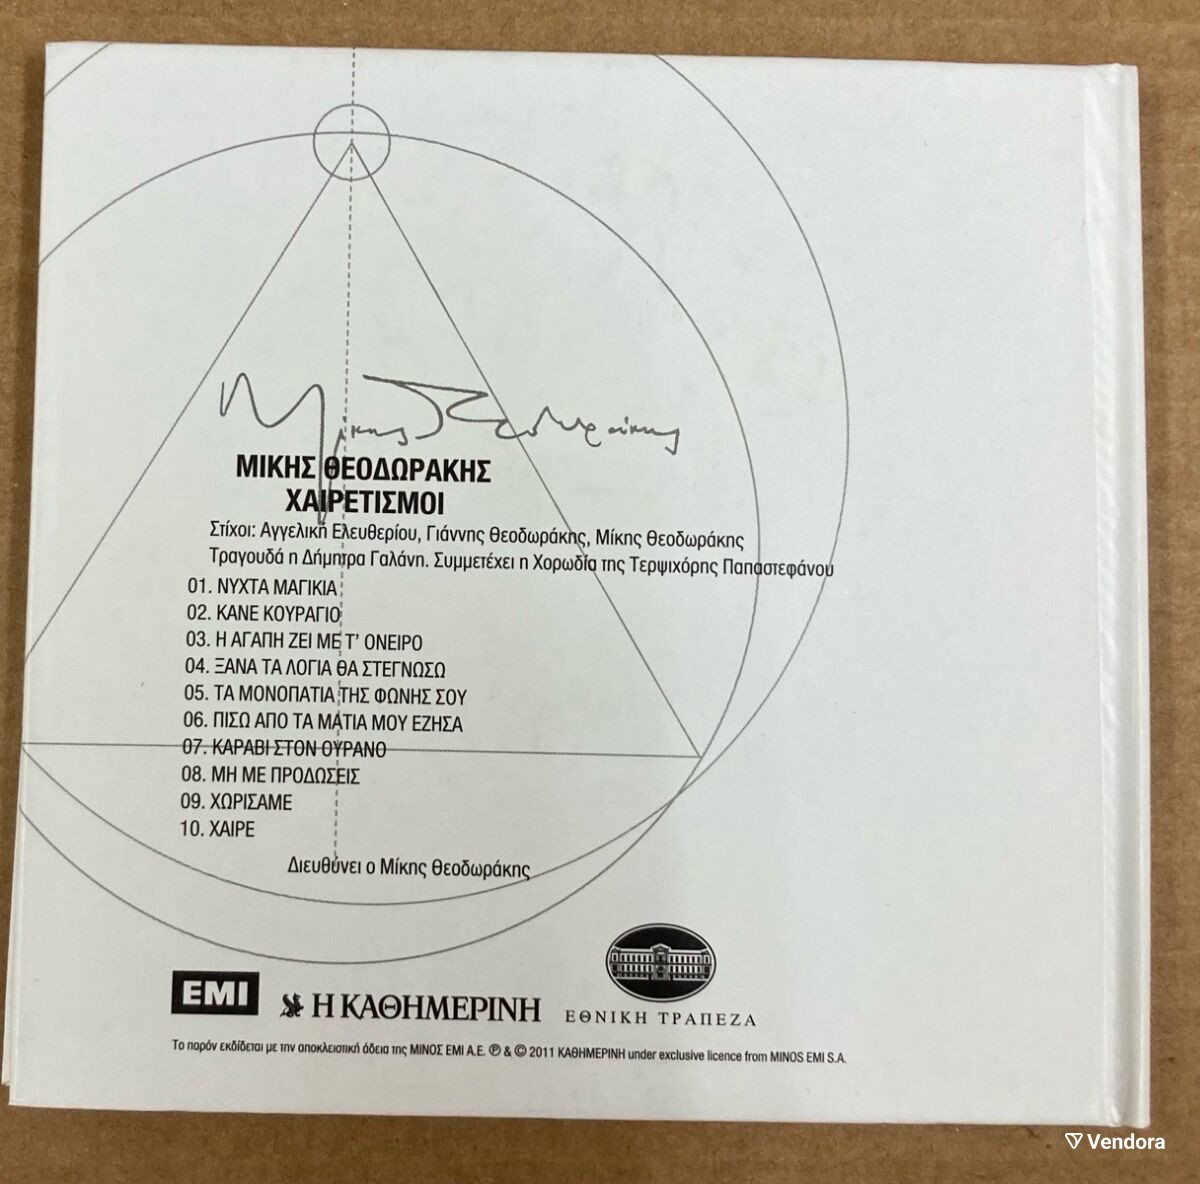 Μίκης Θεοδωράκης
ΜΙΚΗΣ ΘΕΟΔΩΡΑΚΗΣ
ΧΑΙΡΕΤΙΣΜΟΙ
Στίχοι: Αγγελική Ελευθερίου, Γιάννης Θεοδωράκης, Μίκης Θεοδωράκης
Τραγουδά η Δήμητρα Γαλάνη. Συμμετέχει η Χορωδία της Τερψιχόρης Παπαστεφάνου
01. ΝΥΧΤΑ ΜΑΓΙΚΙΑ
02. ΚΑΝΕ ΚΟΥΡΑΓΙΟ
03. Η ΑΓΑΠΗ ΖΕΙ ΜΕ Τ’ ΟΝΕΙΡΟ
04. ΞΑΝΑ ΤΑ ΛΟΓΙΑ ΘΑ ΣΤΕΓΝΩΣΩ
05. ΤΑ ΜΟΝΟΠΑΤΙΑ ΤΗΣ ΦΩΝΗΣ ΣΟΥ
06. ΠΙΣΩ ΑΠΟ ΤΑ ΜΑΤΙΑ ΜΟΥ ΕΖΗΣΑ
07. ΚΑΡΑΒΙ ΣΤΟΝ ΟΥΡΑΝΟ
08. ΜΗ ΜΕ ΠΡΟΔΩΣΕΙΣ
09. ΧΩΡΙΣΑΜΕ
10. ΧΑΙΡΕ
Διευθύνει ο Μίκης Θεοδωράκης
EMI
Η ΚΑΘΗΜΕΡΙΝΗ
ΕΘΝΙΚΗ ΤΡΑΠΕΖΑ
Το παρόν εκδίδεται με την αποκλειστική άδεια της ΜΙΝΟΣ EMI A.E. ℗ & © 2011 ΚΑΘΗΜΕΡΙΝΗ under exclusive licence from MINOS EMI S.A.
Vendora